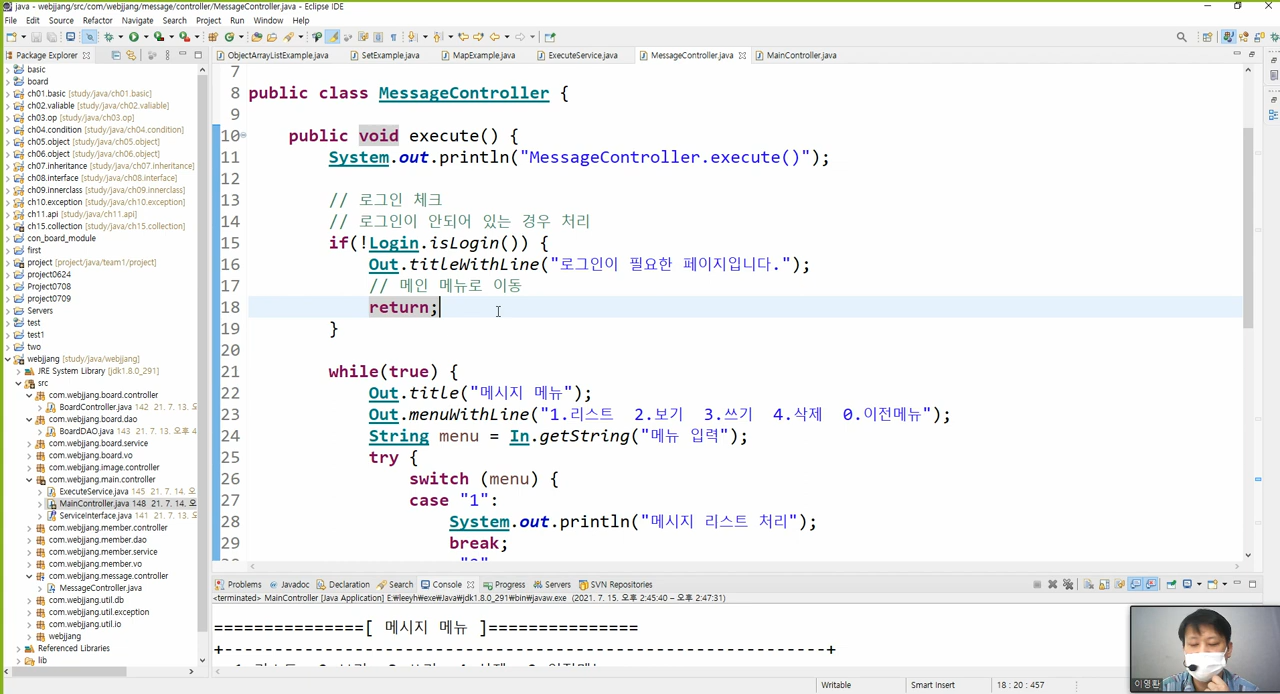 java - webjjang/src/com/webjjang/message/controller/MessageController.java - Eclipse IDE
File Edit Source Refactor Navigate Search Project Run Window Help
Package Explorer
ObjectArrayListExample.java SetExample.java MapExample.java ExecuteService.java MessageController.java MainController.java
basic
board
ch01.basic [study/java/ch01.basic]
ch02.valiable [study/java/ch02.valiable]
ch03.op [study/java/ch03.op]
ch04.condition [study/java/ch04.condition]
ch05.object [study/java/ch05.object]
ch06.object [study/java/ch06.object]
ch07.inheritance [study/java/ch07.inheritance]
ch08.interface [study/java/ch08.interface]
ch09.innerclass [study/java/ch09.innerclass]
ch10.exception [study/java/ch10.exception]
ch11.api [study/java/ch11.api]
ch15.collection [study/java/ch15.collection]
con_board_module
first
project [project/java/team1/project]
project0624
Project0708
project0709
Servers
test
test1
two
webjjang [study/java/webjjang]
JRE System Library [jdk1.8.0_291]
src
com.webjjang.board.controller
BoardController.java 142 21. 7. 13. 오
com.webjjang.board.dao
BoardDAO.java 143 21. 7. 13. 오후 4
com.webjjang.board.service
com.webjjang.board.vo
com.webjjang.image.controller
com.webjjang.main.controller
ExecuteService.java 145 21. 7. 14. 오
MainController.java 148 21. 7. 14. 오
ServiceInterface.java 141 21. 7. 13. 오
com.webjjang.member.controller
com.webjjang.member.dao
com.webjjang.member.service
com.webjjang.member.vo
com.webjjang.message.controller
MessageController.java
com.webjjang.util.db
com.webjjang.util.exception
com.webjjang.util.io
webjjang
Referenced Libraries
lib
7
8 public class MessageController {
9
10 public void execute() {
11 System.out.println("MessageController.execute()");
12
13 // 로그인 체크
14 // 로그인이 안되어 있는 경우 처리
15 if(!Login.isLogin()) {
16 Out.titleWithLine("로그인이 필요한 페이지입니다.");
17 // 메인 메뉴로 이동
18 return;
19 }
20
21 while(true) {
22 Out.title("메시지 메뉴");
23 Out.menuWithLine("1.리스트 2.보기 3.쓰기 4.삭제 0.이전메뉴");
24 String menu = In.getString("메뉴 입력");
25 try {
26 switch (menu) {
27 case "1":
28 System.out.println("메시지 리스트 처리");
29 break;
Problems Javadoc Declaration Search Console Progress Servers SVN Repositories
<terminated> MainController [Java Application] E:₩leeyh₩exe₩Java₩jdk1.8.0_291₩bin₩javaw.exe (2021. 7. 15. 오후 2:45:40 – 오후 2:47:31)
===============[ 메시지 메뉴 ]===============
+------------------------------------------------------------+
이영환
Writable Smart Insert 18 : 20 : 457